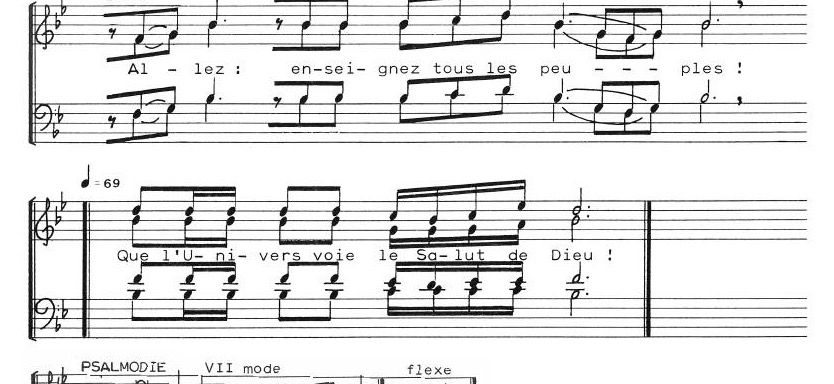 Al - lez : en-sei- gnez tous les peu - - - ples !
= 69
Que l'U- ni- vers voie le Sa-lut de Dieu !
PSALMODIE VII mode flexe